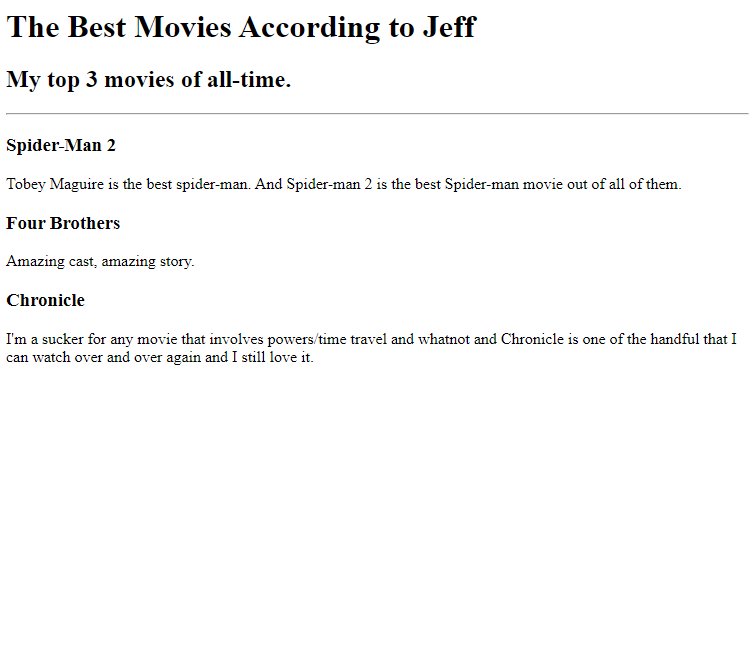 The Best Movies According to Jeff
My top 3 movies of all-time.
Spider-Man 2
Tobey Maguire is the best spider-man. And Spider-man 2 is the best Spider-man movie out of all of them.
Four Brothers
Amazing cast, amazing story.
Chronicle
I'm a sucker for any movie that involves powers/time travel and whatnot and Chronicle is one of the handful that I
can watch over and over again and I still love it.